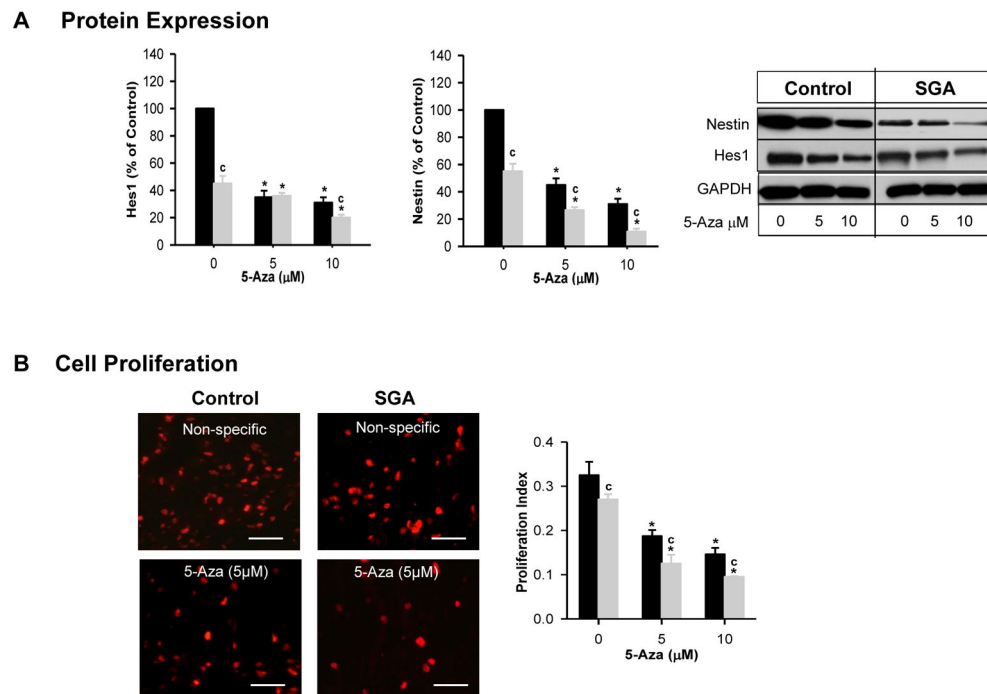 A Protein Expression
140
120
100
80
60
40
20
0
Hes1 (% of Control)
c
*
*
*
c
*
0 5 10
5-Aza (µM)
140
120
100
80
60
40
20
0
Nestin (% of Control)
c
*
c
*
*
c
*
0 5 10
5-Aza (µM)
Control SGA
Nestin
Hes1
GAPDH
5-Aza µM 0 5 10 0 5 10
B Cell Proliferation
Control SGA
Non-specific Non-specific
5-Aza (5µM) 5-Aza (5µM)
0.4
0.3
0.2
0.1
0.0
Proliferation Index
c
*
c
*
*
c
*
0 5 10
5-Aza (µM)